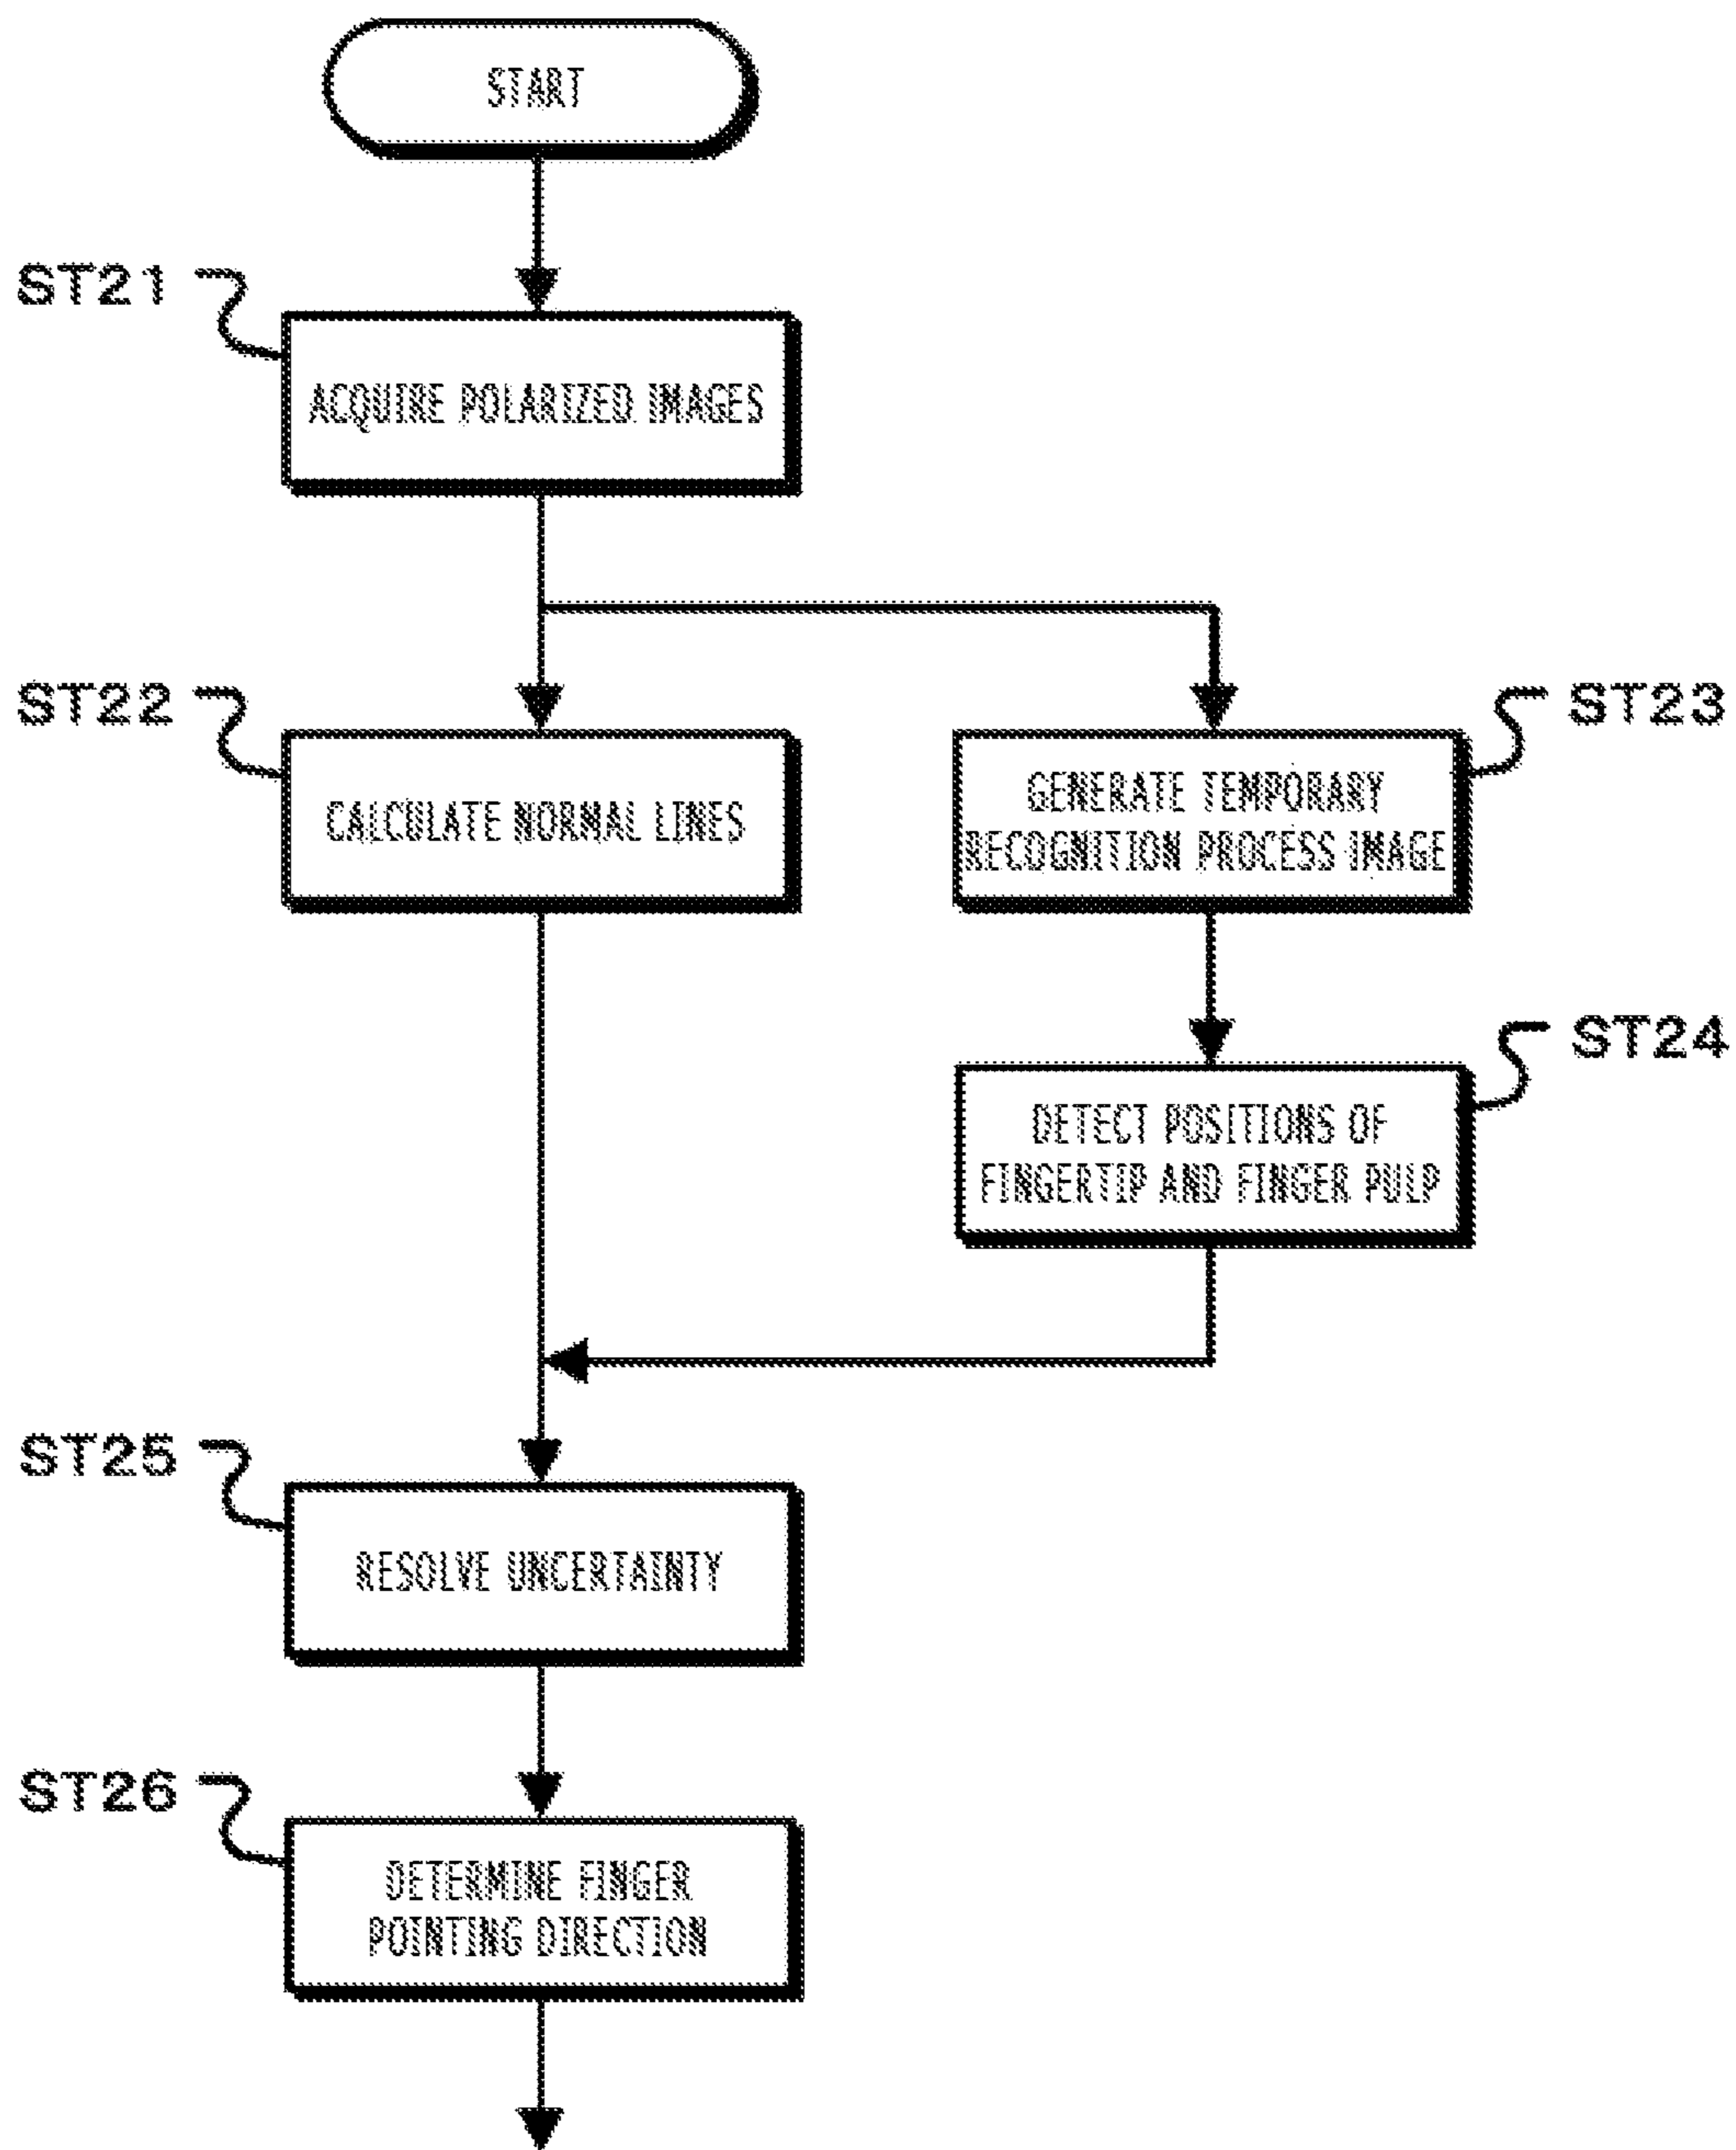 START
ST21
ACQUIRE POLARIZED IMAGES
ST22
CALCULATE NORMAL LINES
ST23
GENERATE TEMPORARY
RECOGNITION PROCESS IMAGE
ST24
DETECT POSITIONS OF
FINGERTIP AND FINGER PULP
ST25
RESOLVE UNCERTAINTY
ST26
DETERMINE FINGER
POINTING DIRECTION